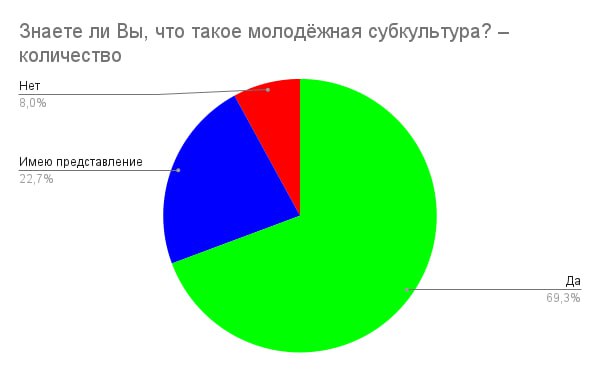 Знаете ли Вы, что такое молодёжная субкультура? –
количество
Нет
8,0%
Имею представление
22,7%
Да
69,3%